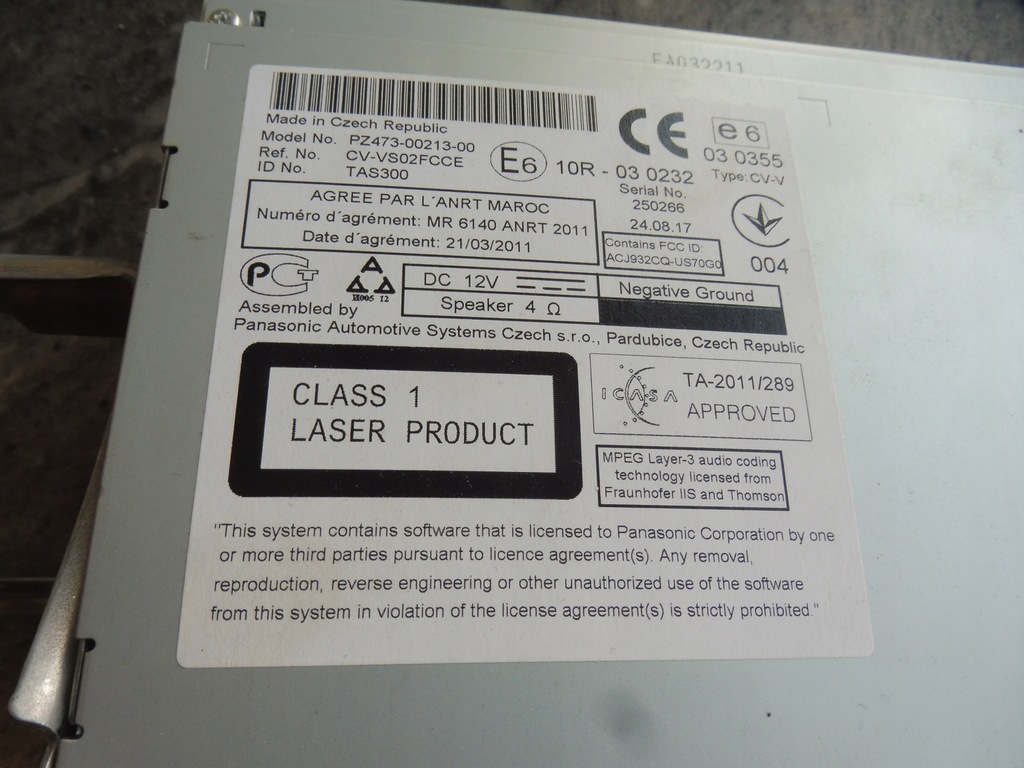 EA032211
Made in Czech Republic
Model No. PZ473-00213-00
Ref. No. CV-VS02FCCE
ID No. TAS300
E6 10R - 03 0232
CE
e6
03 0355
Type: CV-V
Serial No.
250266
24.08.17
AGREE PAR L´ANRT MAROC
Numéro d´agrément: MR 6140 ANRT 2011
Date d´agrément: 21/03/2011
Contains FCC ID:
ACJ932CQ-US70G0
004
DC 12V
Speaker 4 Ω
Negative Ground
Assembled by
Panasonic Automotive Systems Czech s.r.o., Pardubice, Czech Republic
CLASS 1
LASER PRODUCT
ICASA
TA-2011/289
APPROVED
MPEG Layer-3 audio coding
technology licensed from
Fraunhofer IIS and Thomson
"This system contains software that is licensed to Panasonic Corporation by one
or more third parties pursuant to licence agreement(s). Any removal,
reproduction, reverse engineering or other unauthorized use of the software
from this system in violation of the license agreement(s) is strictly prohibited."